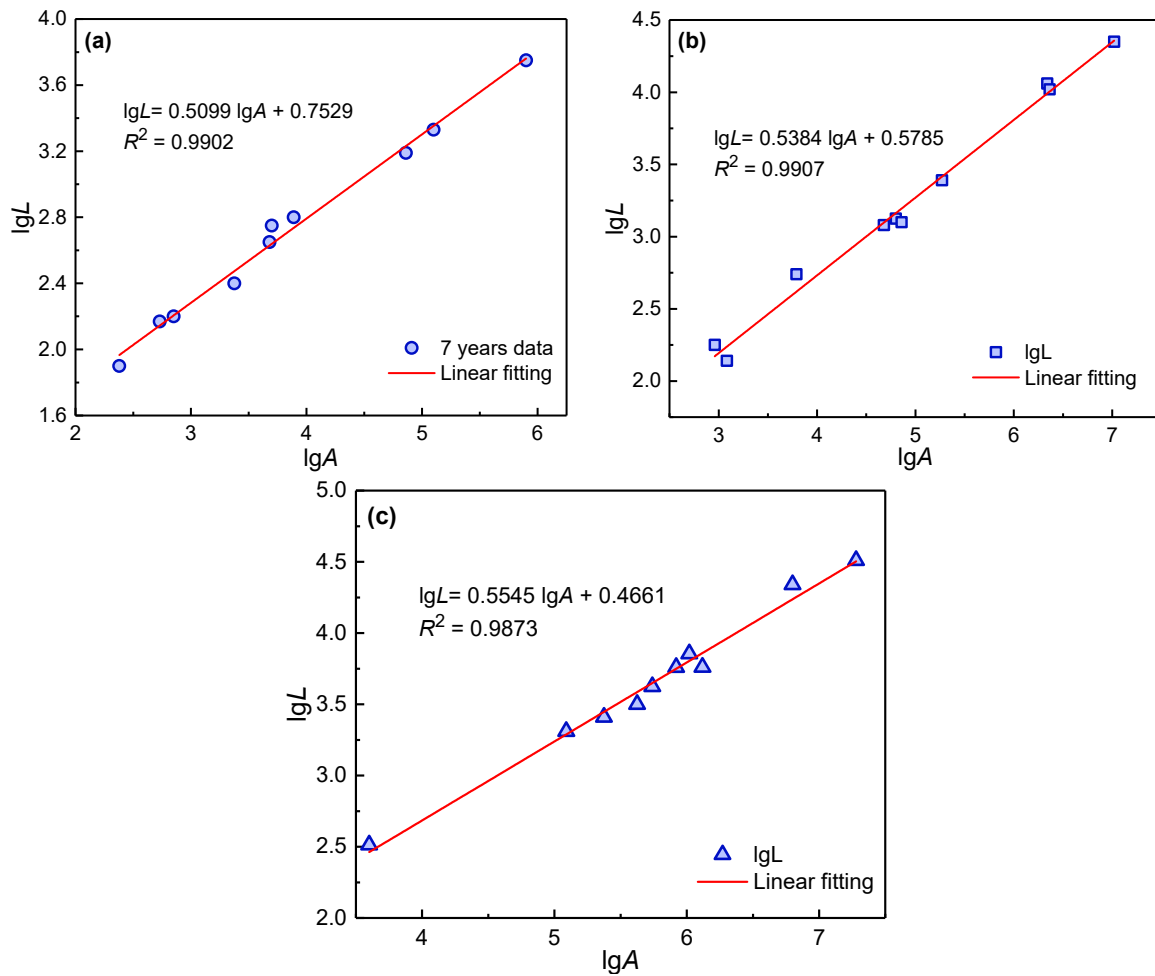 (a)
lgL= 0.5099 lgA + 0.7529
R² = 0.9902
7 years data
Linear fitting
4.0
3.6
3.2
2.8
2.4
2.0
1.6
lgL
2 3 4 5 6
lgA
(b)
lgL= 0.5384 lgA + 0.5785
R² = 0.9907
lgL
Linear fitting
4.5
4.0
3.5
3.0
2.5
2.0
lgL
3 4 5 6 7
lgA
(c)
lgL= 0.5545 lgA + 0.4661
R² = 0.9873
lgL
Linear fitting
5.0
4.5
4.0
3.5
3.0
2.5
2.0
lgL
4 5 6 7
lgA